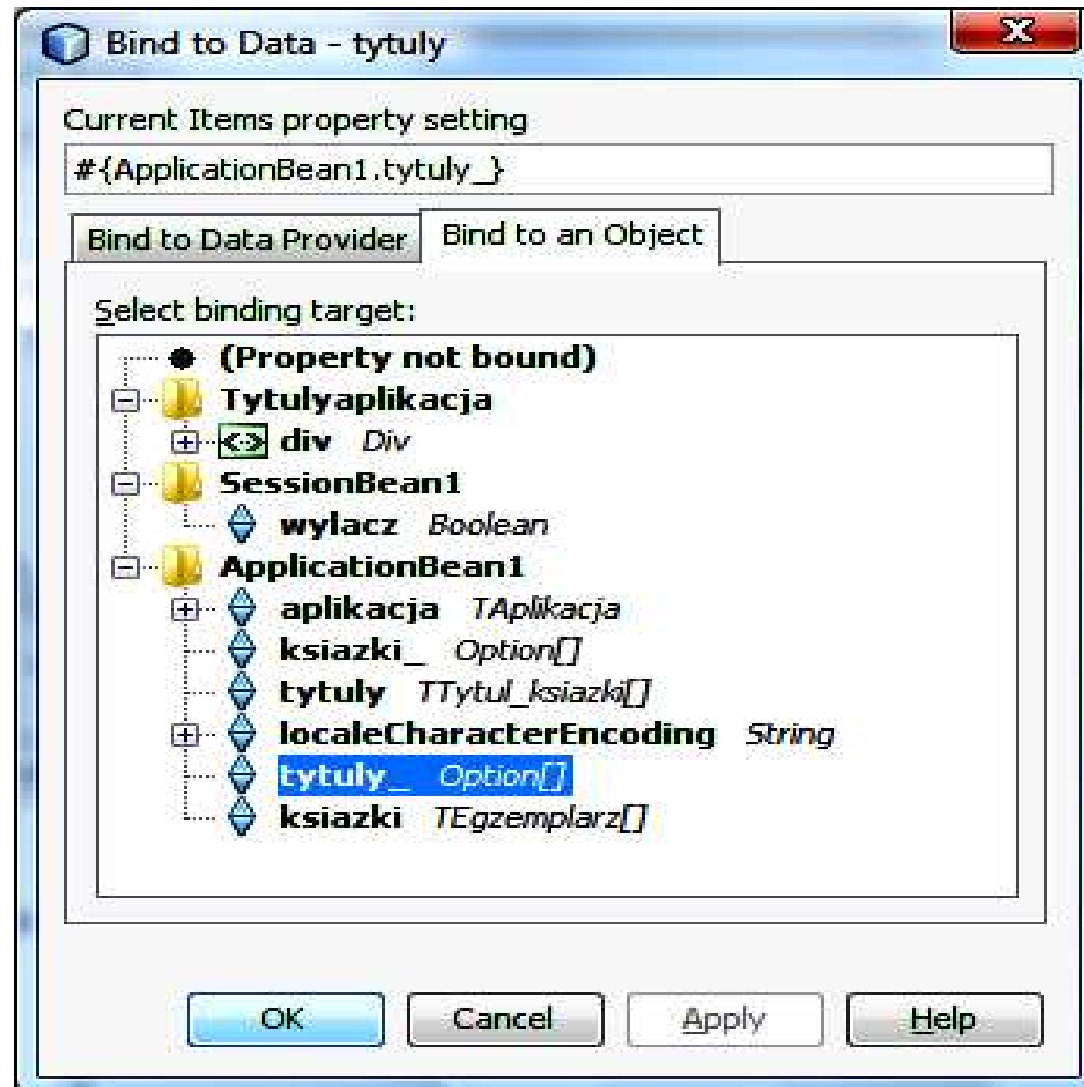 Bind to Data - tytuly
Current Items property setting
#{ApplicationBean1.tytuly_}
Bind to Data Provider
Bind to an Object
Select binding target:
(Property not bound)
Tytulyaplikacja
<·> div Div
SessionBean1
wylacz Boolean
ApplicationBean1
aplikacja TAplikacja
ksiazki_ Option[]
tytuly TTytul_ksiazki[]
localeCharacterEncoding String
tytuly_ Option[]
ksiazki TEgzemplarz[]
OK
Cancel
Apply
Help